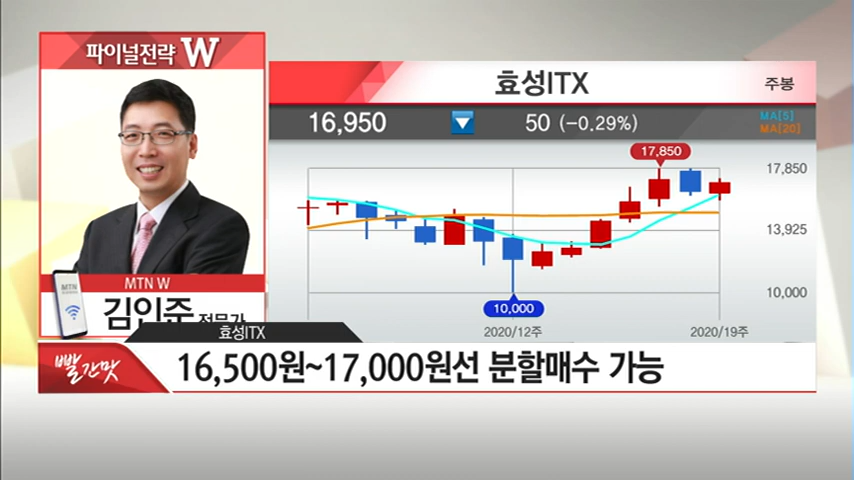 파이널전략 W
MTN W
MTN
김인준 전문가
효성ITX
주봉
16,950 50 (-0.29%)
MA[5]
MA[20]
17,850
17,850
13,925
10,000
10,000
2020/12주 2020/19주
효성ITX
빨간맛
16,500원~17,000원선 분할매수 가능